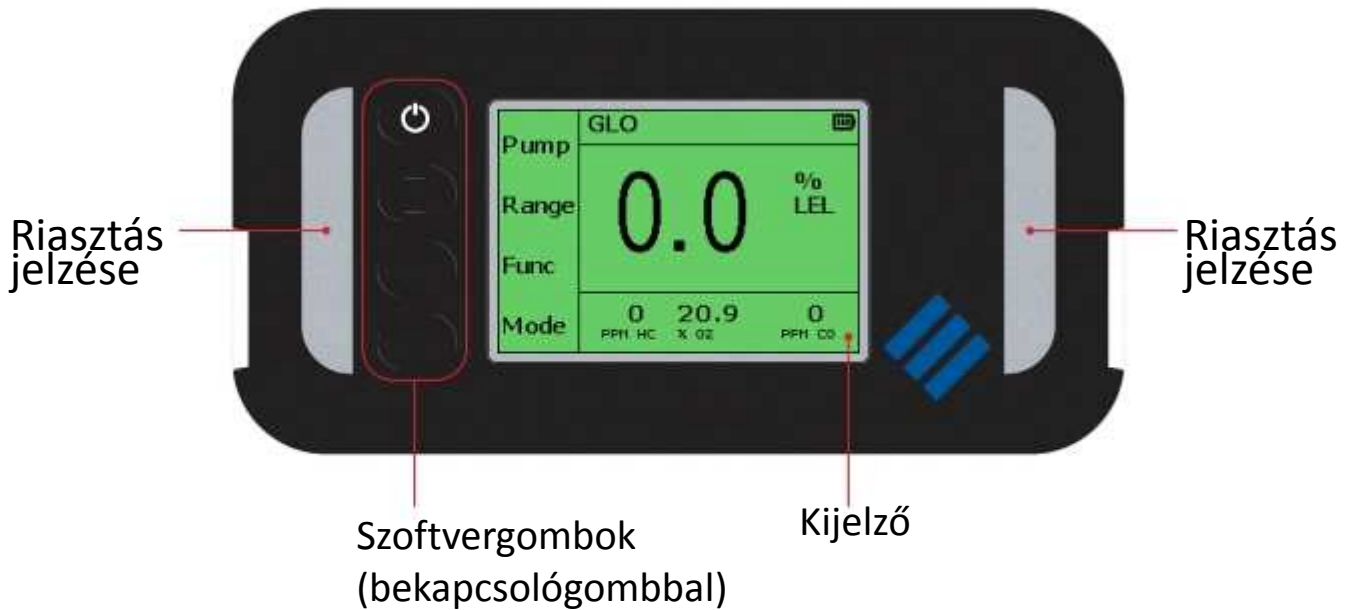 GLO
Pump
0.0
%
LEL
Range
Func
Mode
0
20.9
0
PPM HC
% O2
PPM CO
Riasztás
jelzése
Riasztás
jelzése
Szoftvergombok
(bekapcsológombbal)
Kijelző